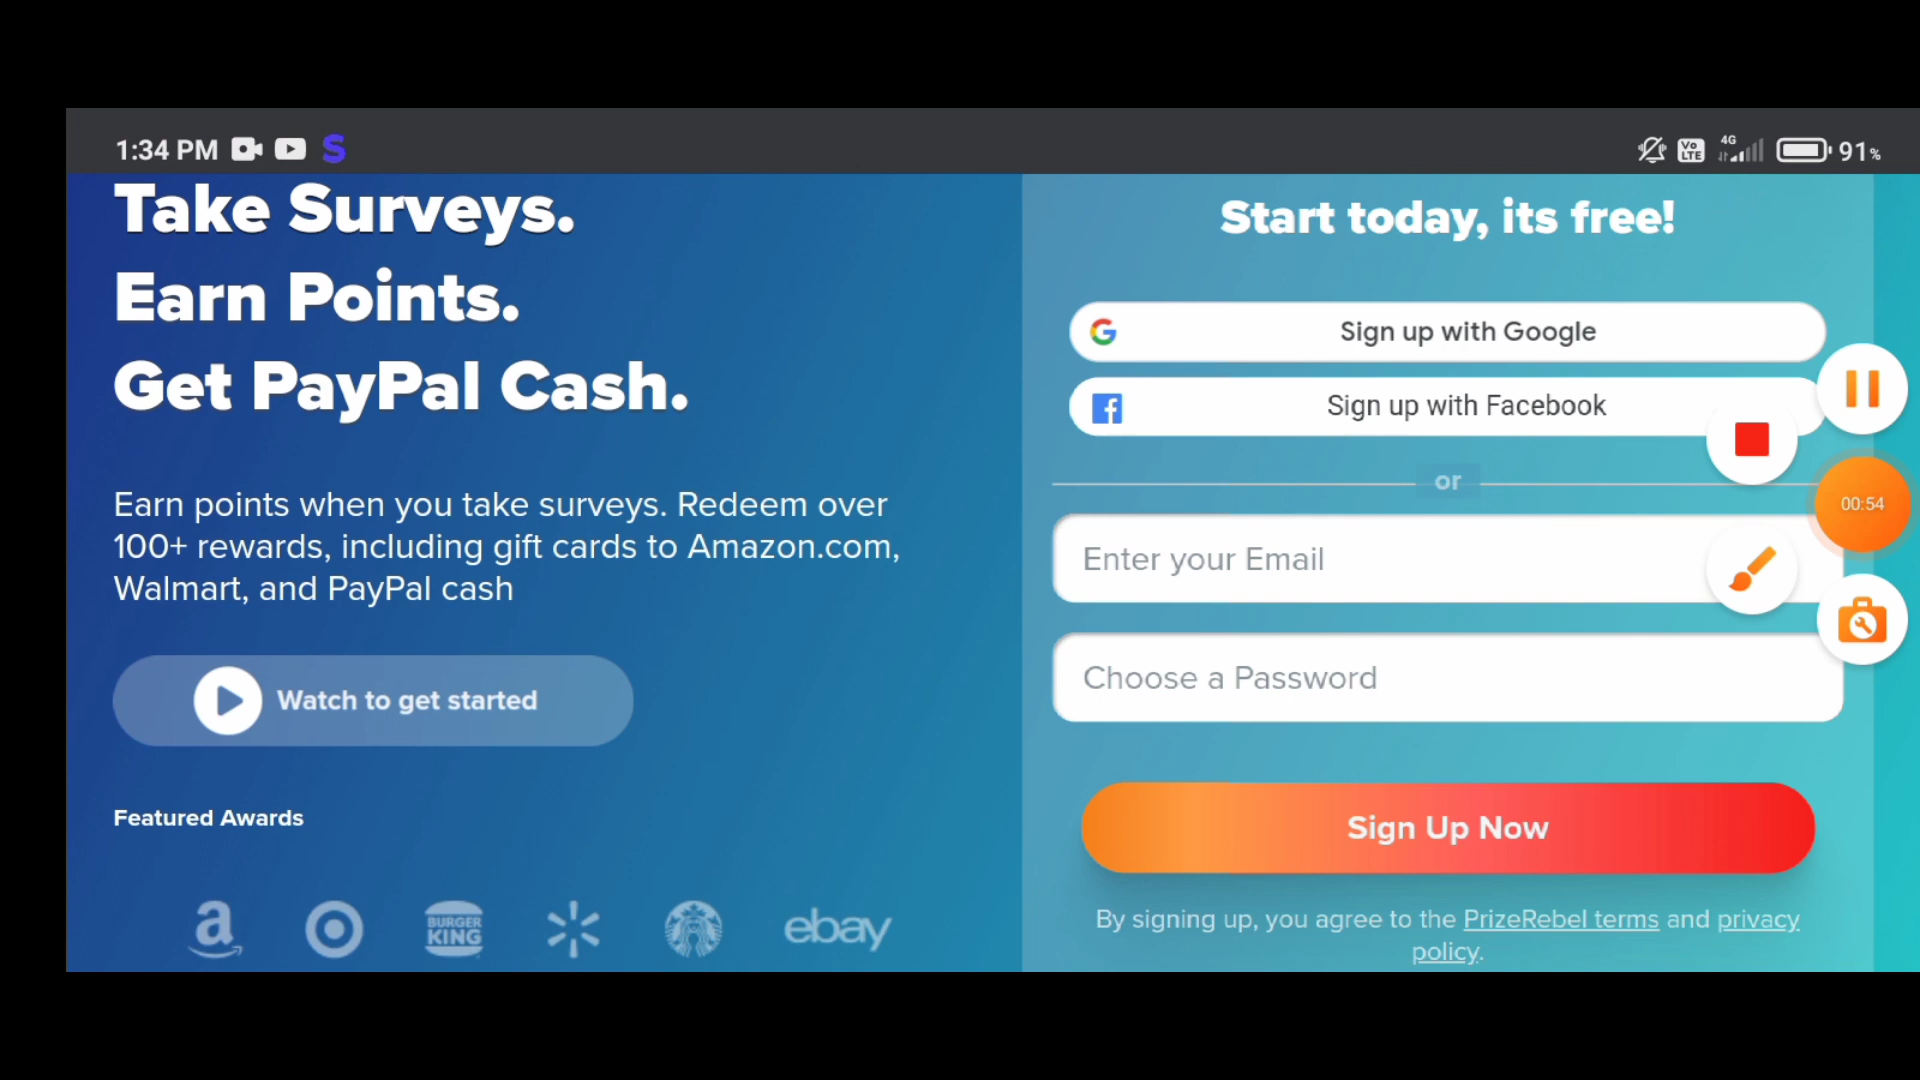 1:34 PM S
4G
VO
LTE
91%
Take Surveys.
Earn Points.
Get PayPal Cash.
Earn points when you take surveys. Redeem over
100+ rewards, including gift cards to Amazon.com,
Walmart, and PayPal cash
Watch to get started
Featured Awards
a
BURGER
KING
ebay
Start today, its free!
G Sign up with Google
f Sign up with Facebook
or
Enter your Email
Choose a Password
Sign Up Now
By signing up, you agree to the PrizeRebel terms and privacy
policy.
00:54